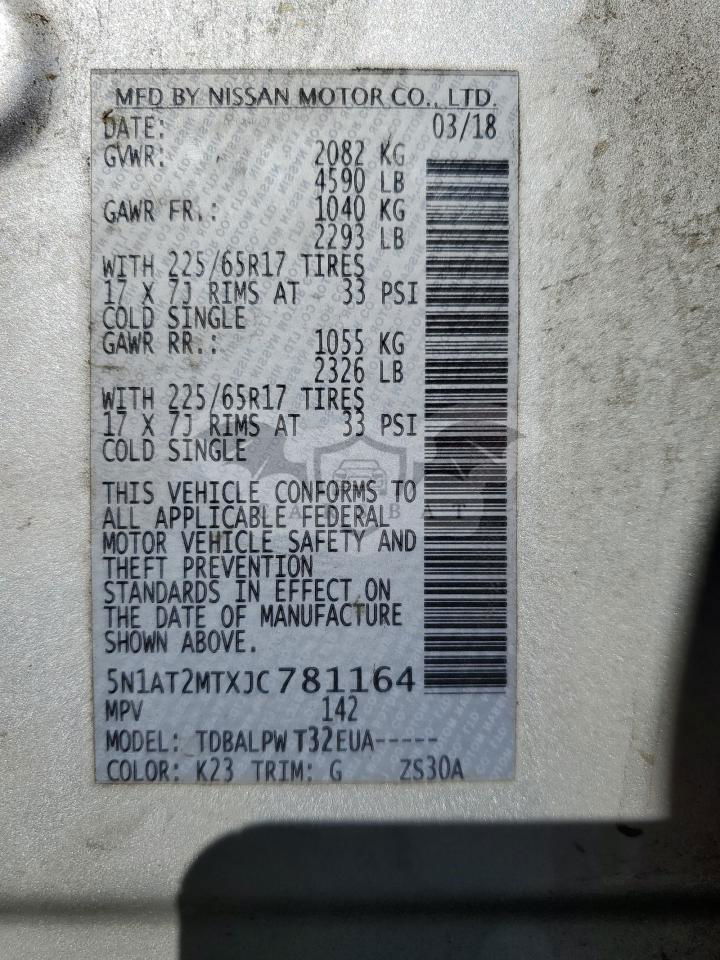 MFD BY NISSAN MOTOR CO., LTD.
DATE: 03/18
GVWR: 2082 KG
4590 LB
GAWR FR.: 1040 KG
2293 LB
WITH 225/65R17 TIRES
17 X 7J RIMS AT 33 PSI
COLD SINGLE
GAWR RR.: 1055 KG
2326 LB
WITH 225/65R17 TIRES
17 X 7J RIMS AT 33 PSI
COLD SINGLE
THIS VEHICLE CONFORMS TO
ALL APPLICABLE FEDERAL
MOTOR VEHICLE SAFETY AND
THEFT PREVENTION
STANDARDS IN EFFECT ON
THE DATE OF MANUFACTURE
SHOWN ABOVE.
5N1AT2MTXJC781164
MPV 142
MODEL: TDBALPW T32EUA-----
COLOR: K23 TRIM: G ZS30A